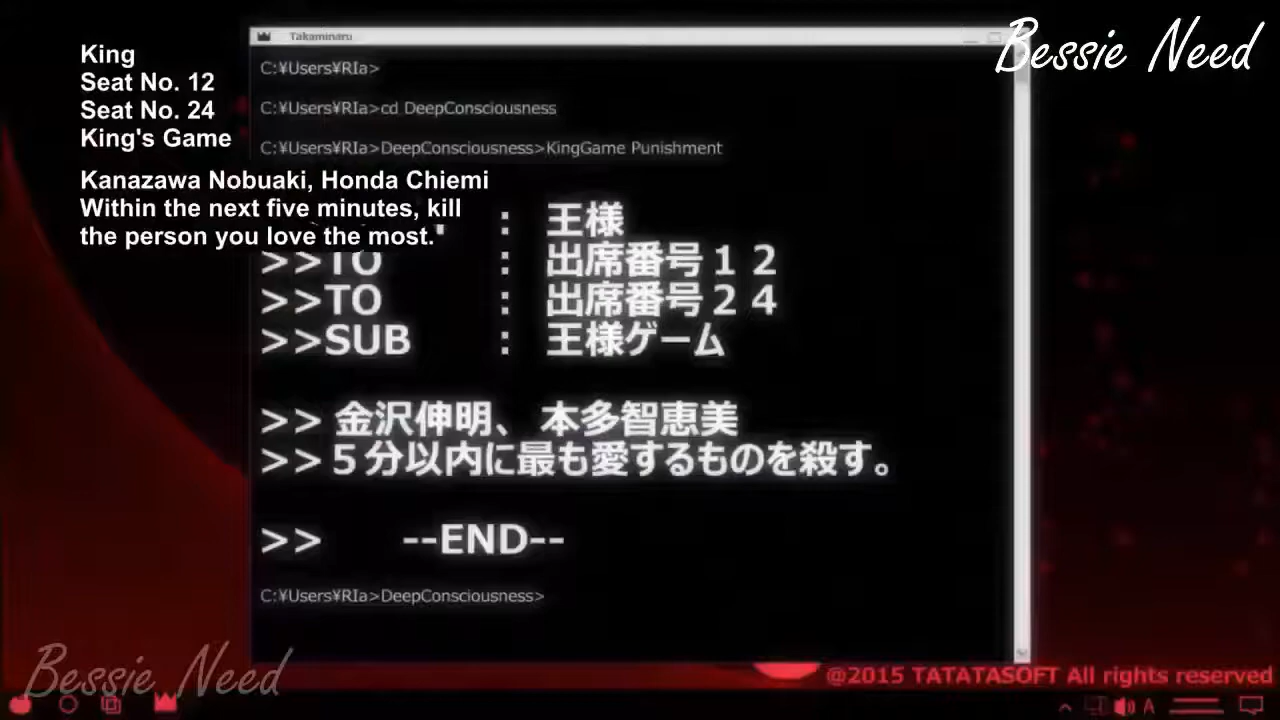 Takaminaru
Bessie Need
King
Seat No. 12
Seat No. 24
King's Game
Kanazawa Nobuaki, Honda Chiemi
Within the next five minutes, kill
the person you love the most."
C:¥Users¥RIa>
C:¥Users¥RIa>cd DeepConsciousness
C:¥Users¥RIa>DeepConsciousness>KingGame Punishment
: 王様
>>TO : 出席番号１２
>>TO : 出席番号２４
>>SUB : 王様ゲーム
>> 金沢伸明、 本多智恵美
>> ５分以内に最も愛するものを殺す。
>> --END--
C:¥Users¥RIa>DeepConsciousness>
Bessie Need
@2015 TATATASOFT All rights reserved
A